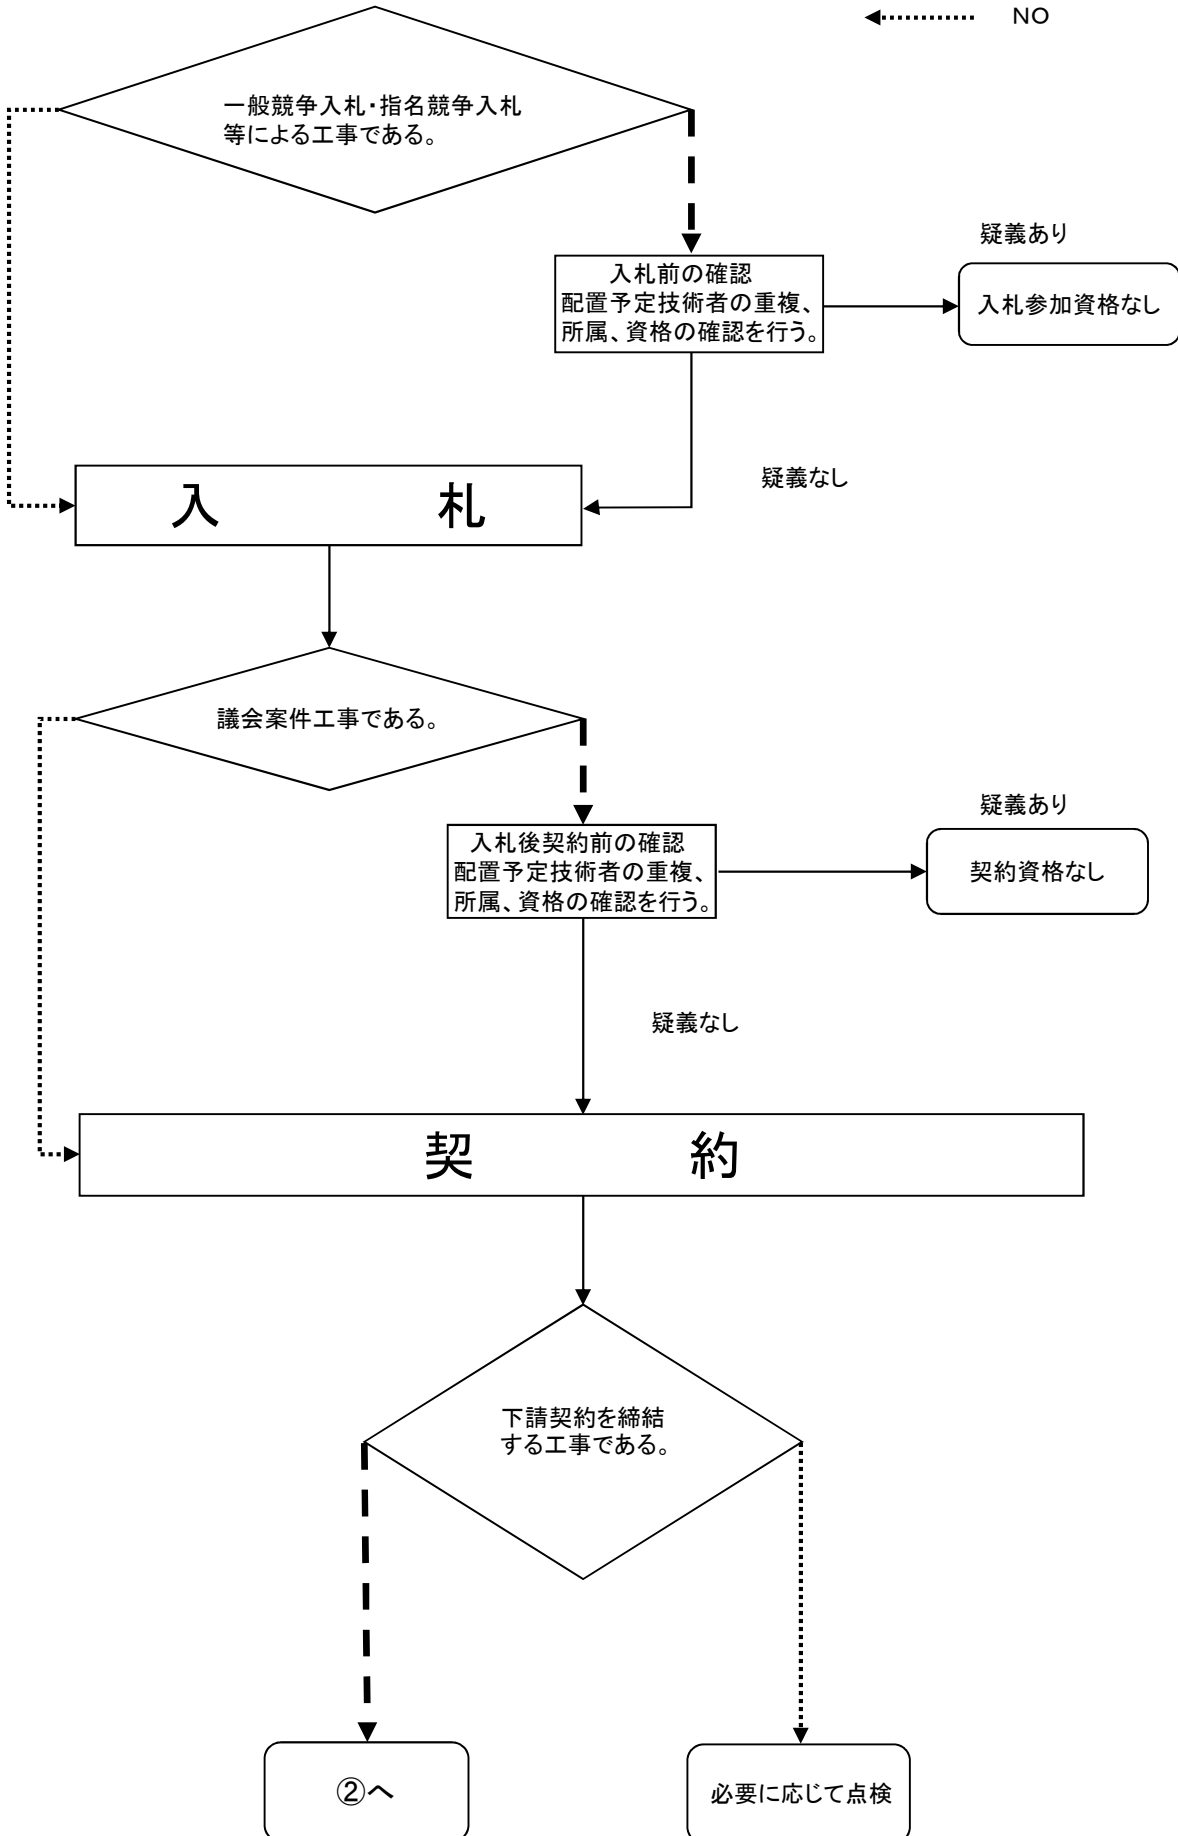 NO
一般競争入札・指名競争入札
等による工事である。
疑義あり
入札前の確認
配置予定技術者の重複、
所属、資格の確認を行う。
入札参加資格なし
疑義なし
入　　　　札
議会案件工事である。
疑義あり
入札後契約前の確認
配置予定技術者の重複、
所属、資格の確認を行う。
契約資格なし
疑義なし
契　　　　約
下請契約を締結
する工事である。
②へ
必要に応じて点検